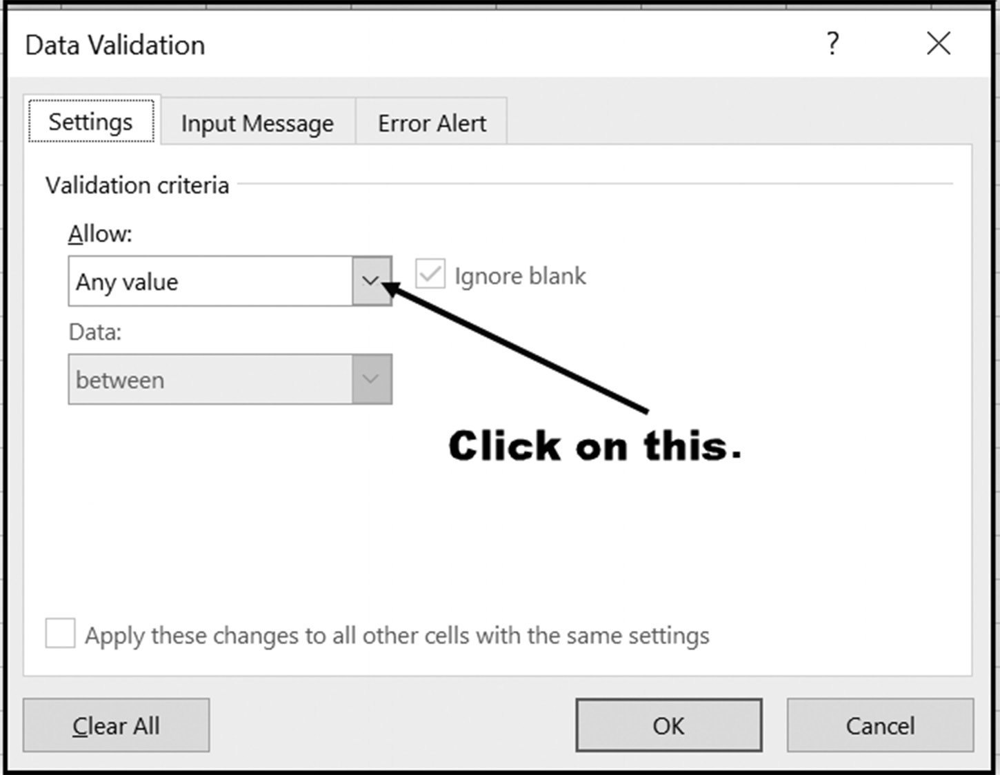 Data Validation ?
Settings Input Message Error Alert
Validation criteria
Allow:
Any value Ignore blank
Data:
between
Click on this.
Apply these changes to all other cells with the same settings
Clear All OK Cancel